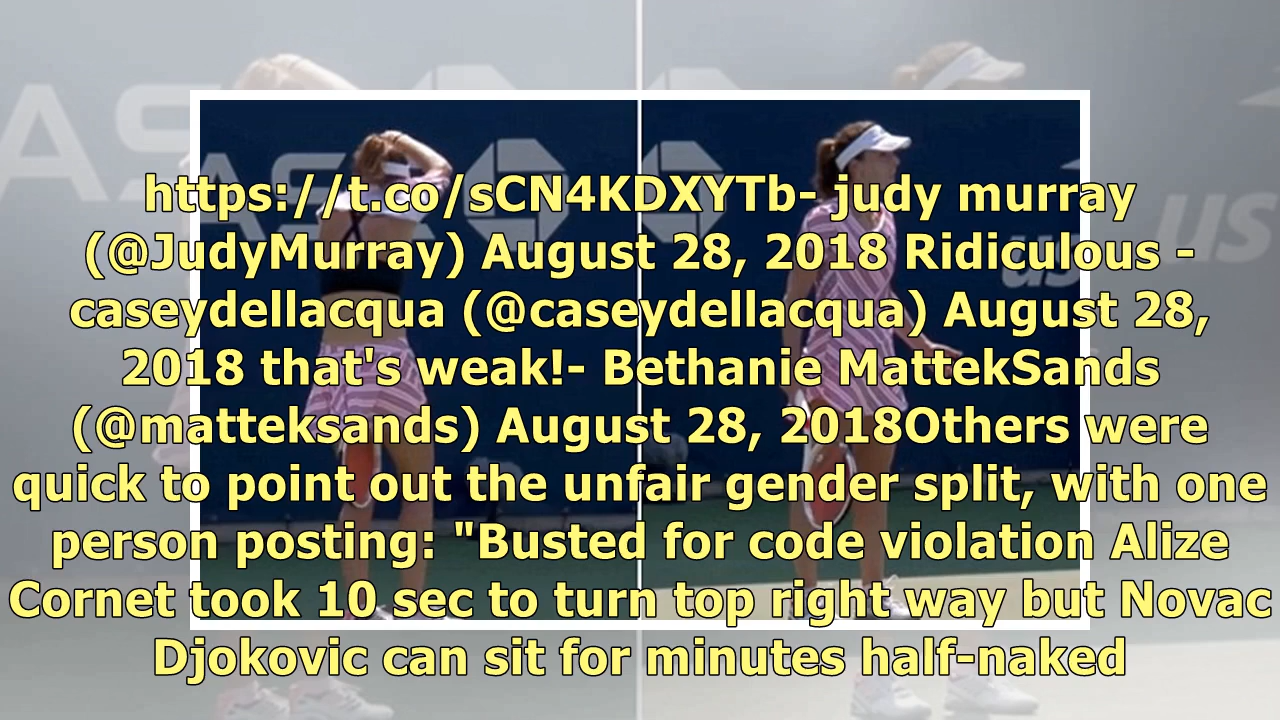 https://t.co/sCN4KDXYTb- judy murray
(@JudyMurray) August 28, 2018 Ridiculous -
caseydellacqua (@caseydellacqua) August 28,
2018 that's weak!- Bethanie MattekSands
(@matteksands) August 28, 2018Others were
quick to point out the unfair gender split, with one
person posting: "Busted for code violation Alize
Cornet took 10 sec to turn top right way but Novac
Djokovic can sit for minutes half-naked